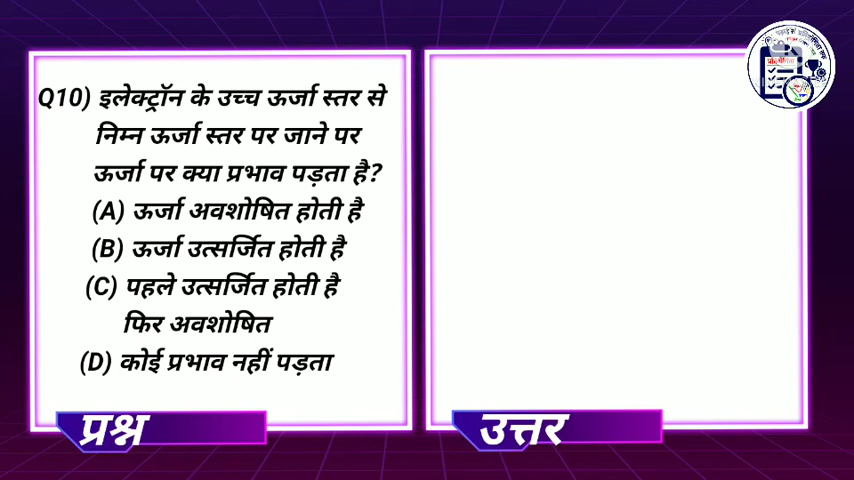 Q10) इलेक्ट्रॉन के उच्च ऊर्जा स्तर से
निम्न ऊर्जा स्तर पर जाने पर
ऊर्जा पर क्या प्रभाव पड़ता है?
(A) ऊर्जा अवशोषित होती है
(B) ऊर्जा उत्सर्जित होती है
(C) पहले उत्सर्जित होती है
फिर अवशोषित
(D) कोई प्रभाव नहीं पड़ता
प्रश्न
उत्तर